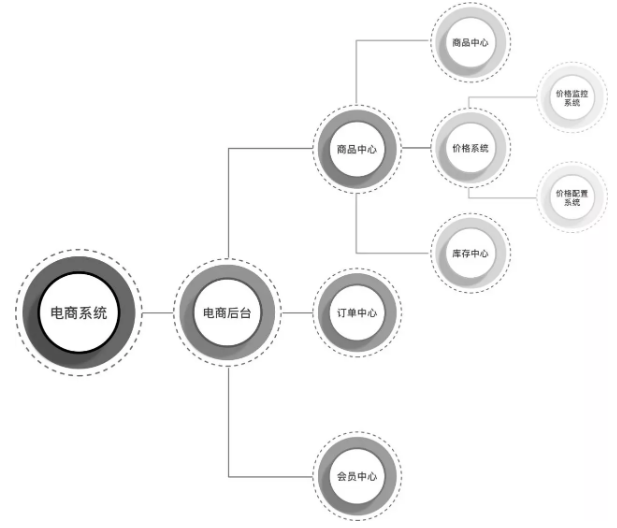 商品中心
价格监控
系统
商品中心
价格系统
价格配置
系统
库存中心
电商系统
电商后台
订单中心
会员中心